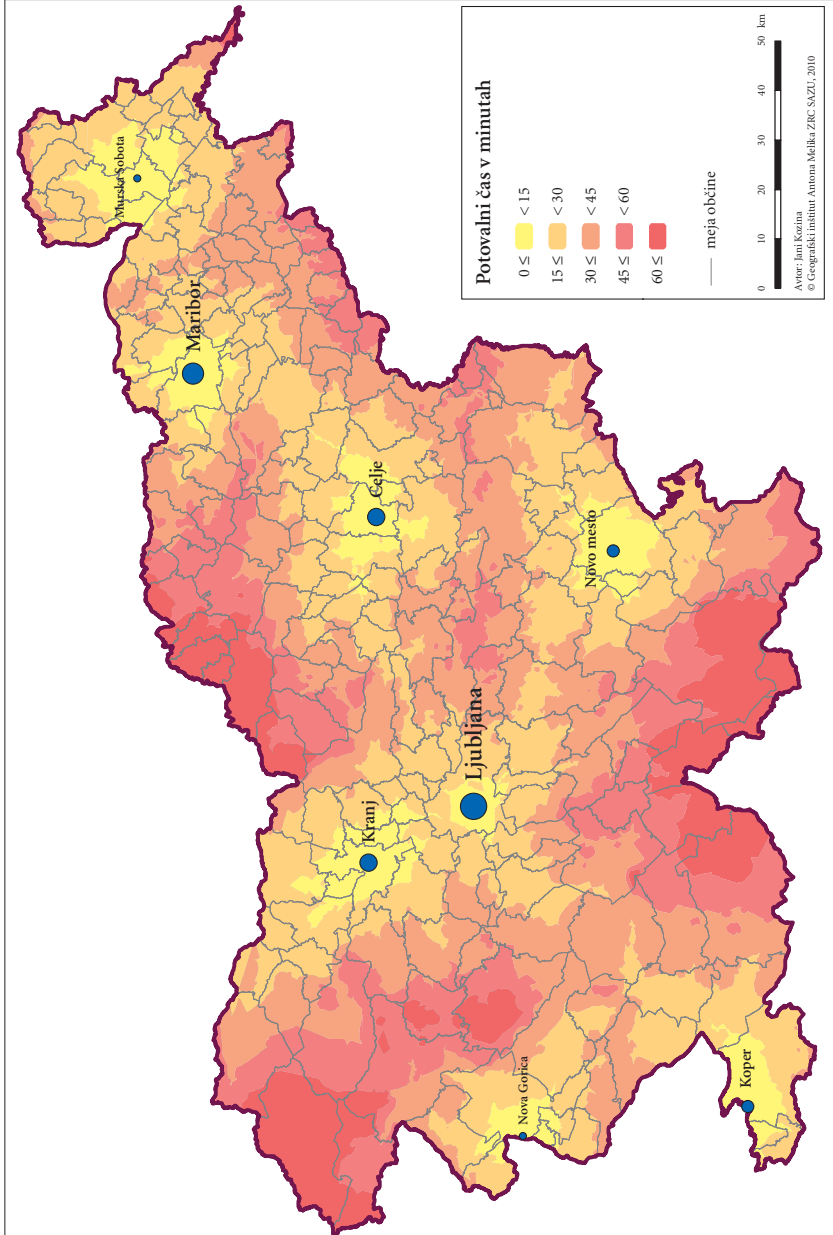 Murska Sobota
Maribor
Celje
Kranj
Ljubljana
Novo mesto
Nova Gorica
Koper
Potovalni čas v minutah
0 ≤ < 15
15 ≤ < 30
30 ≤ < 45
45 ≤ < 60
60 ≤
meja občine
0 10 20 30 40 50 km
Avtor: Jani Kozina
© Geografski inštitut Antona Melika ZRC SAZU, 2010